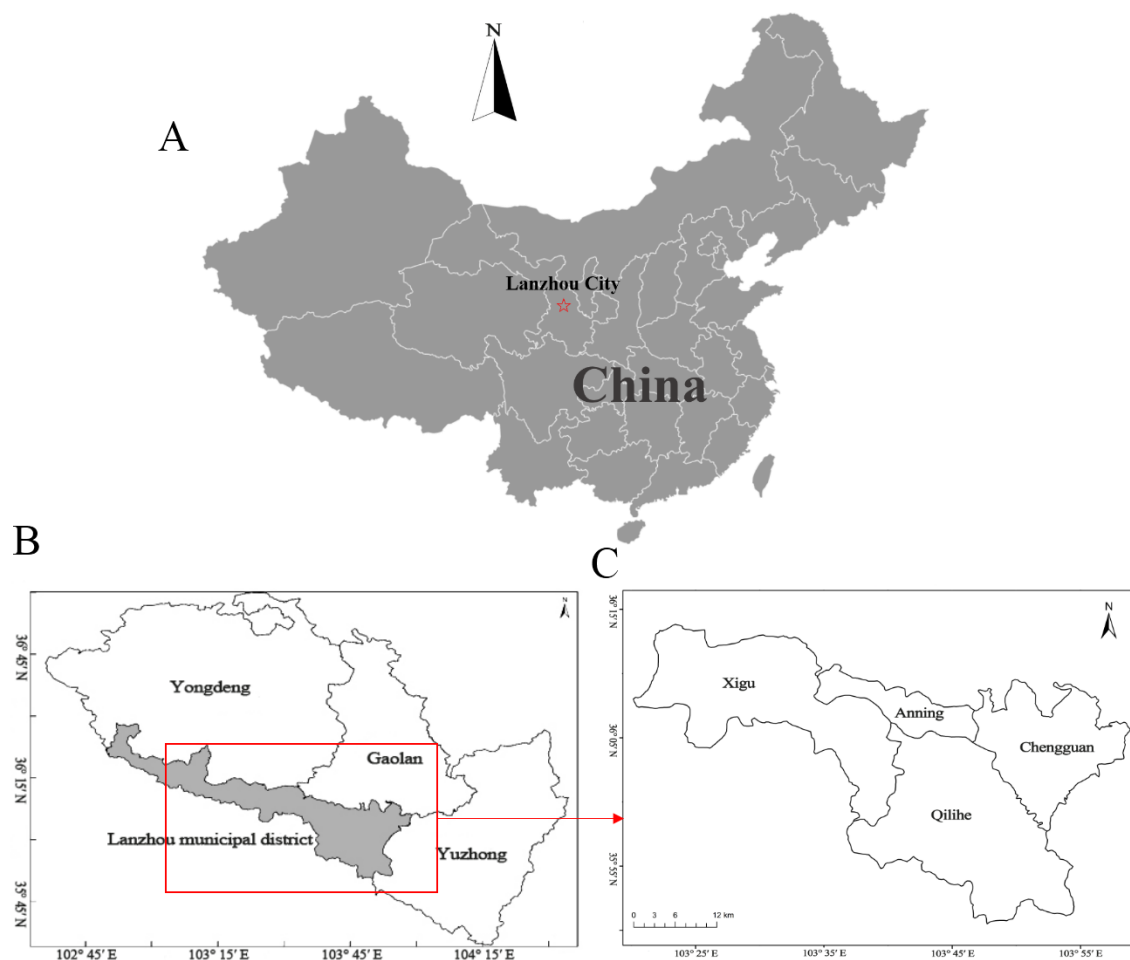 N
A
Lanzhou City
China
B
C
N
36° 45' N
36° 15' N
35° 45' N
Yongdeng
Gaolan
Lanzhou municipal district
Yuzhong
102° 45' E
103° 15' E
103° 45' E
104° 15' E
N
36° 15' N
36° 05' N
35° 55' N
Xigu
Anning
Chengguan
Qilihe
0 3 6 12 km
103° 25' E
103° 35' E
103° 45' E
103° 55' E